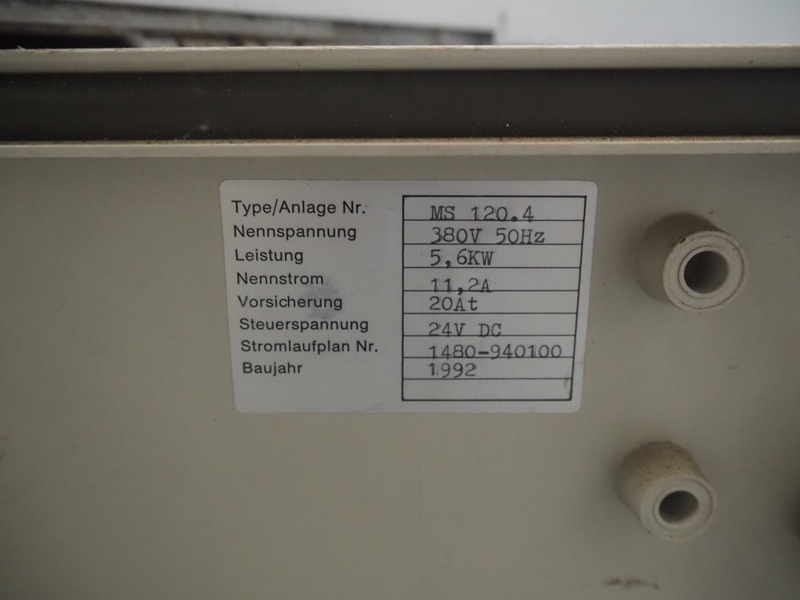 Type/Anlage Nr. MS 120.4
Nennspannung 380V 50Hz
Leistung 5,6KW
Nennstrom 11,2A
Vorsicherung 20At
Steuerspannung 24V DC
Stromlaufplan Nr. 1480-940100
Baujahr 1992